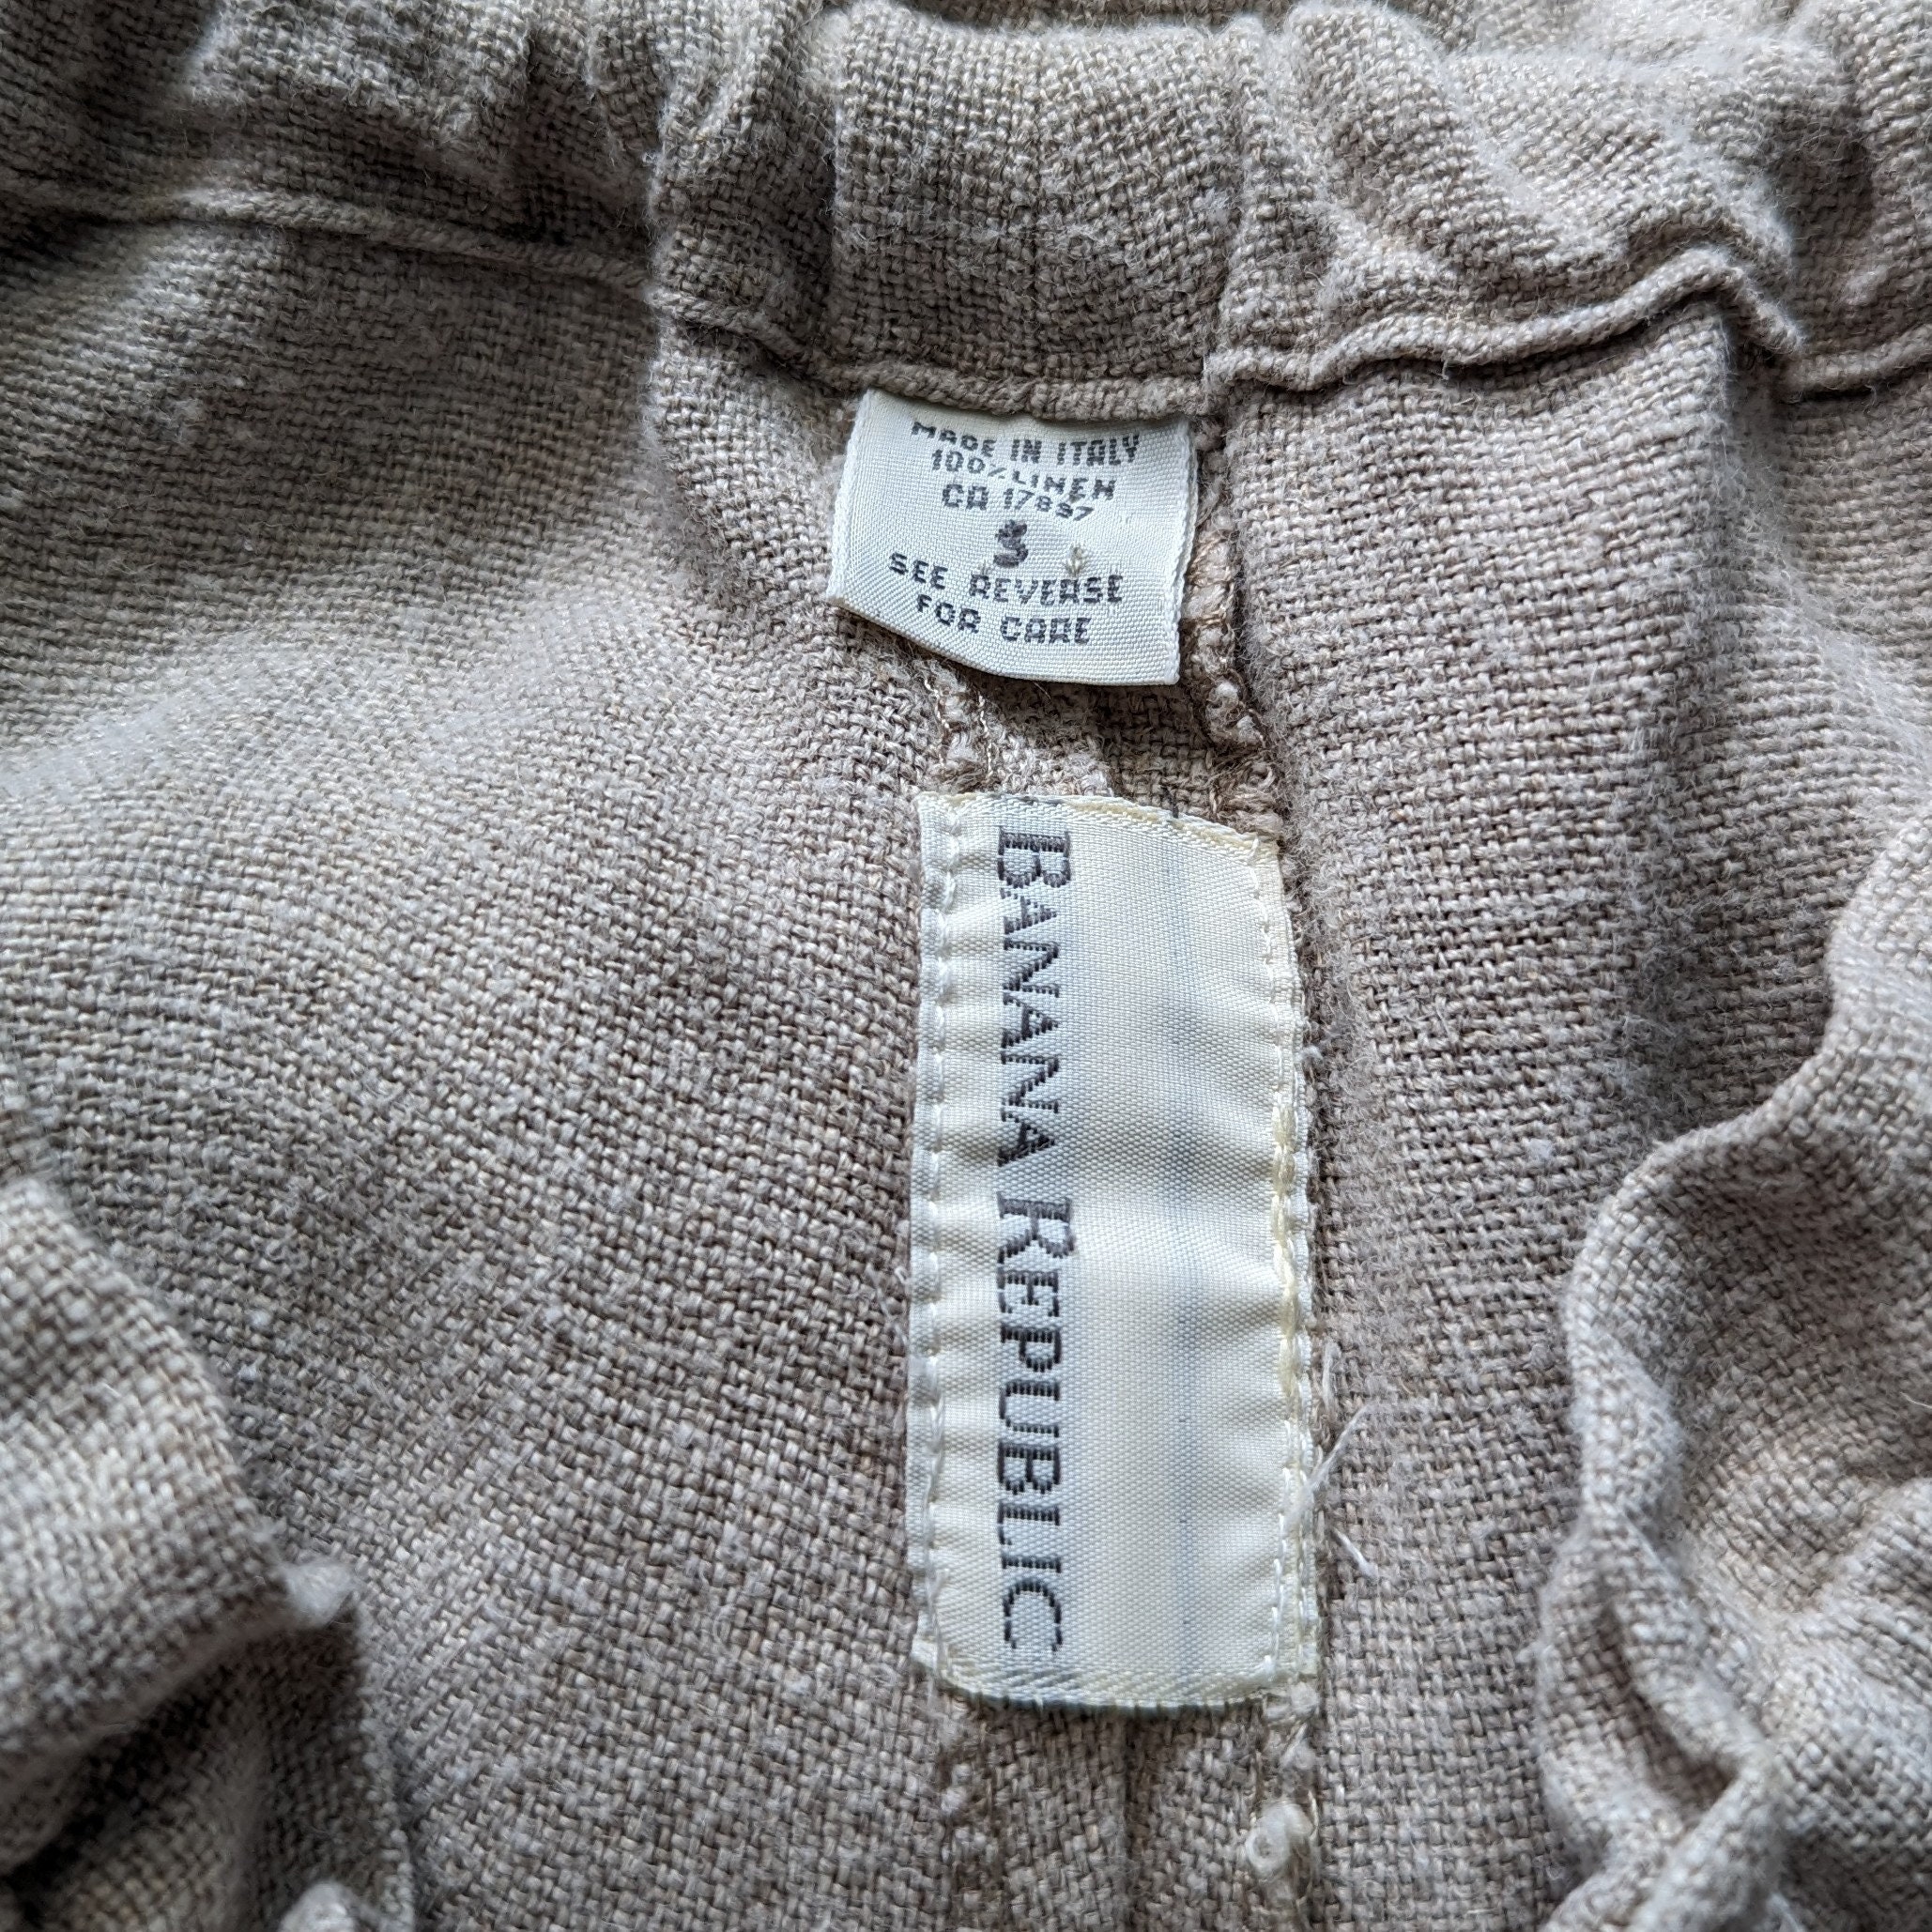 MADE IN ITALY
100% LINEN
CA 17897
S
SEE REVERSE
FOR CARE
BANANA REPUBLIC